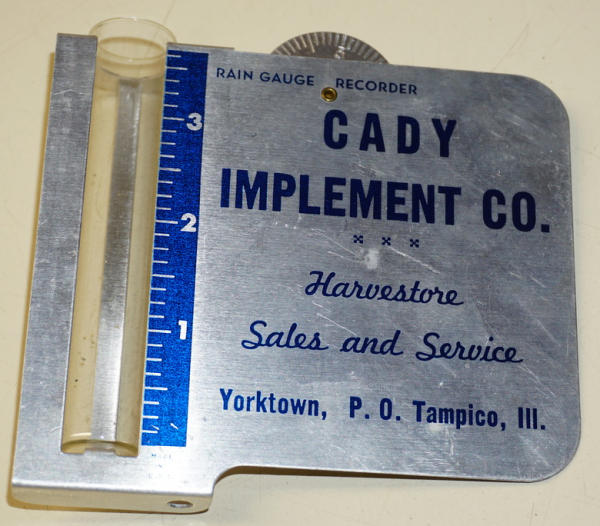 RAIN GAUGE RECORDER
CADY
IMPLEMENT CO.
Harvestore
Sales and Service
Yorktown, P. O. Tampico, Ill.
3
2
1